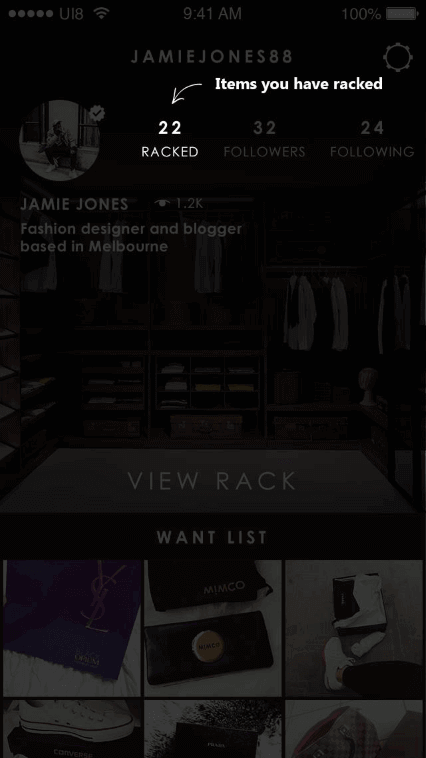 UI8 9:41 AM 100%
JAMIEJONES88
Items you have racked
22 32 24
RACKED FOLLOWERS FOLLOWING
JAMIE JONES 1.2K
Fashion designer and blogger
based in Melbourne
VIEW RACK
WANT LIST
MIMCO
MIMCO
CONVERSE
PRADA